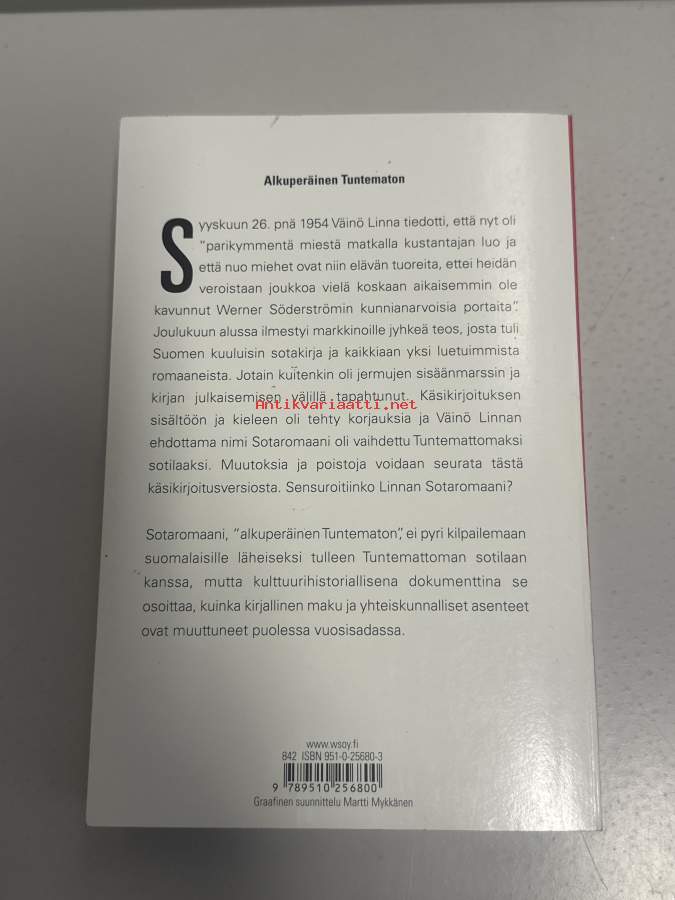 Alkuperäinen Tuntematon
Syyskuun 26. pnä 1954 Väinö Linna tiedotti, että nyt oli
"parikymmentä miestä matkalla kustantajan luo ja
että nuo miehet ovat niin elävän tuoreita, ettei heidän
veroistaan joukkoa vielä koskaan aikaisemmin ole
kavunnut Werner Söderströmin kunnianarvoisia portaita".
Joulukuun alussa ilmestyi markkinoille jyhkeä teos, josta tuli
Suomen kuuluisin sotakirja ja kaikkiaan yksi luetuimmista
romaaneista. Jotain kuitenkin oli jermujen sisäänmarssin ja
kirjan julkaisemisen välillä tapahtunut. Käsikirjoituksen
Antikvariaatti.net
sisältöön ja kieleen oli tehty korjauksia ja Väinö Linnan
ehdottama nimi Sotaromaani oli vaihdettu Tuntemattomaksi
sotilaaksi. Muutoksia ja poistoja voidaan seurata tästä
käsikirjoitusversiosta. Sensuroitiinko Linnan Sotaromaani?
Sotaromaani, "alkuperäinen Tuntematon", ei pyri kilpailemaan
suomalaisille läheiseksi tulleen Tuntemattoman sotilaan
kanssa, mutta kulttuurihistoriallisena dokumenttina se
osoittaa, kuinka kirjallinen maku ja yhteiskunnalliset asenteet
ovat muuttuneet puolessa vuosisadassa.
www.wsoy.fi
842 ISBN 951-0-25680-3
9 789510 256800
Graafinen suunnittelu Martti Mykkänen